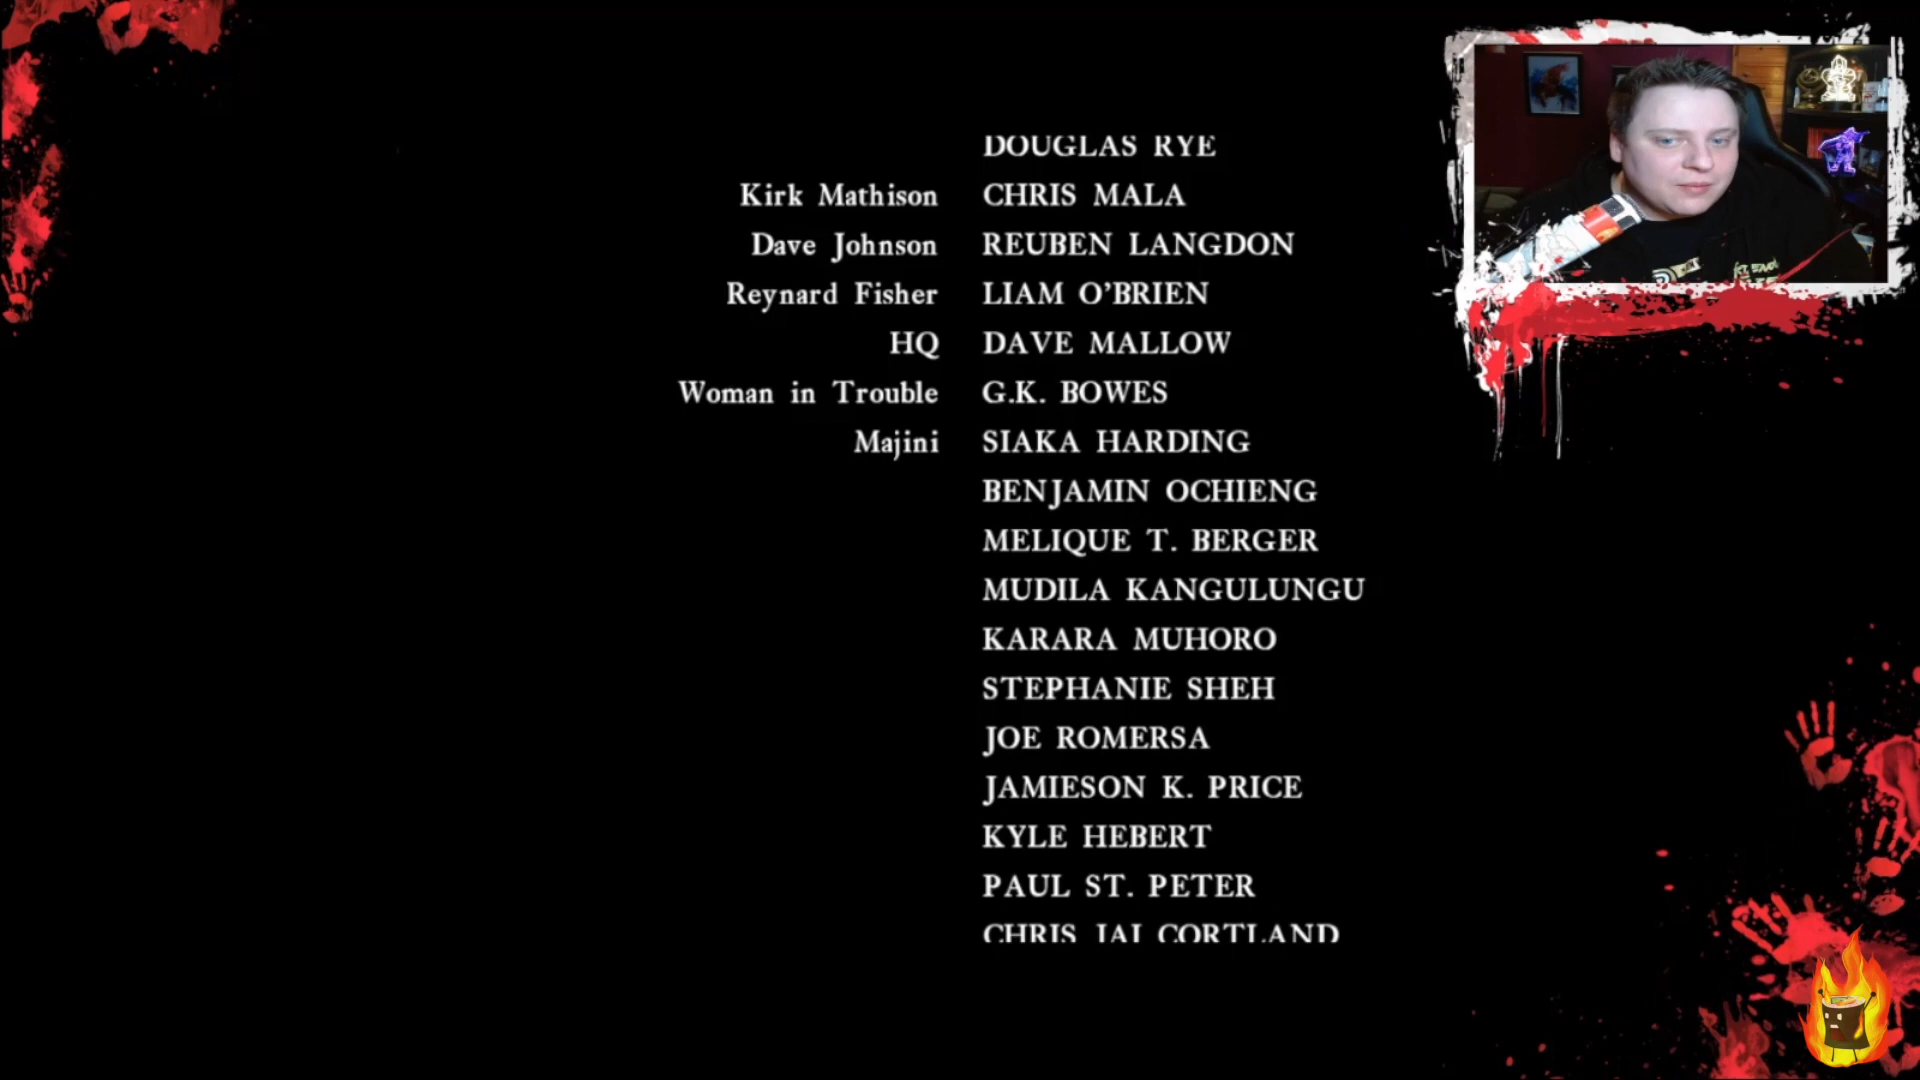 DOUGLAS RYE
Kirk Mathison CHRIS MALA
Dave Johnson REUBEN LANGDON
Reynard Fisher LIAM O'BRIEN
HQ DAVE MALLOW
Woman in Trouble G.K. BOWES
Majini SIAKA HARDING
BENJAMIN OCHIENG
MELIQUE T. BERGER
MUDILA KANGULUNGU
KARARA MUHORO
STEPHANIE SHEH
JOE ROMERSA
JAMIESON K. PRICE
KYLE HEBERT
PAUL ST. PETER
CHRIS JAI CORTLAND